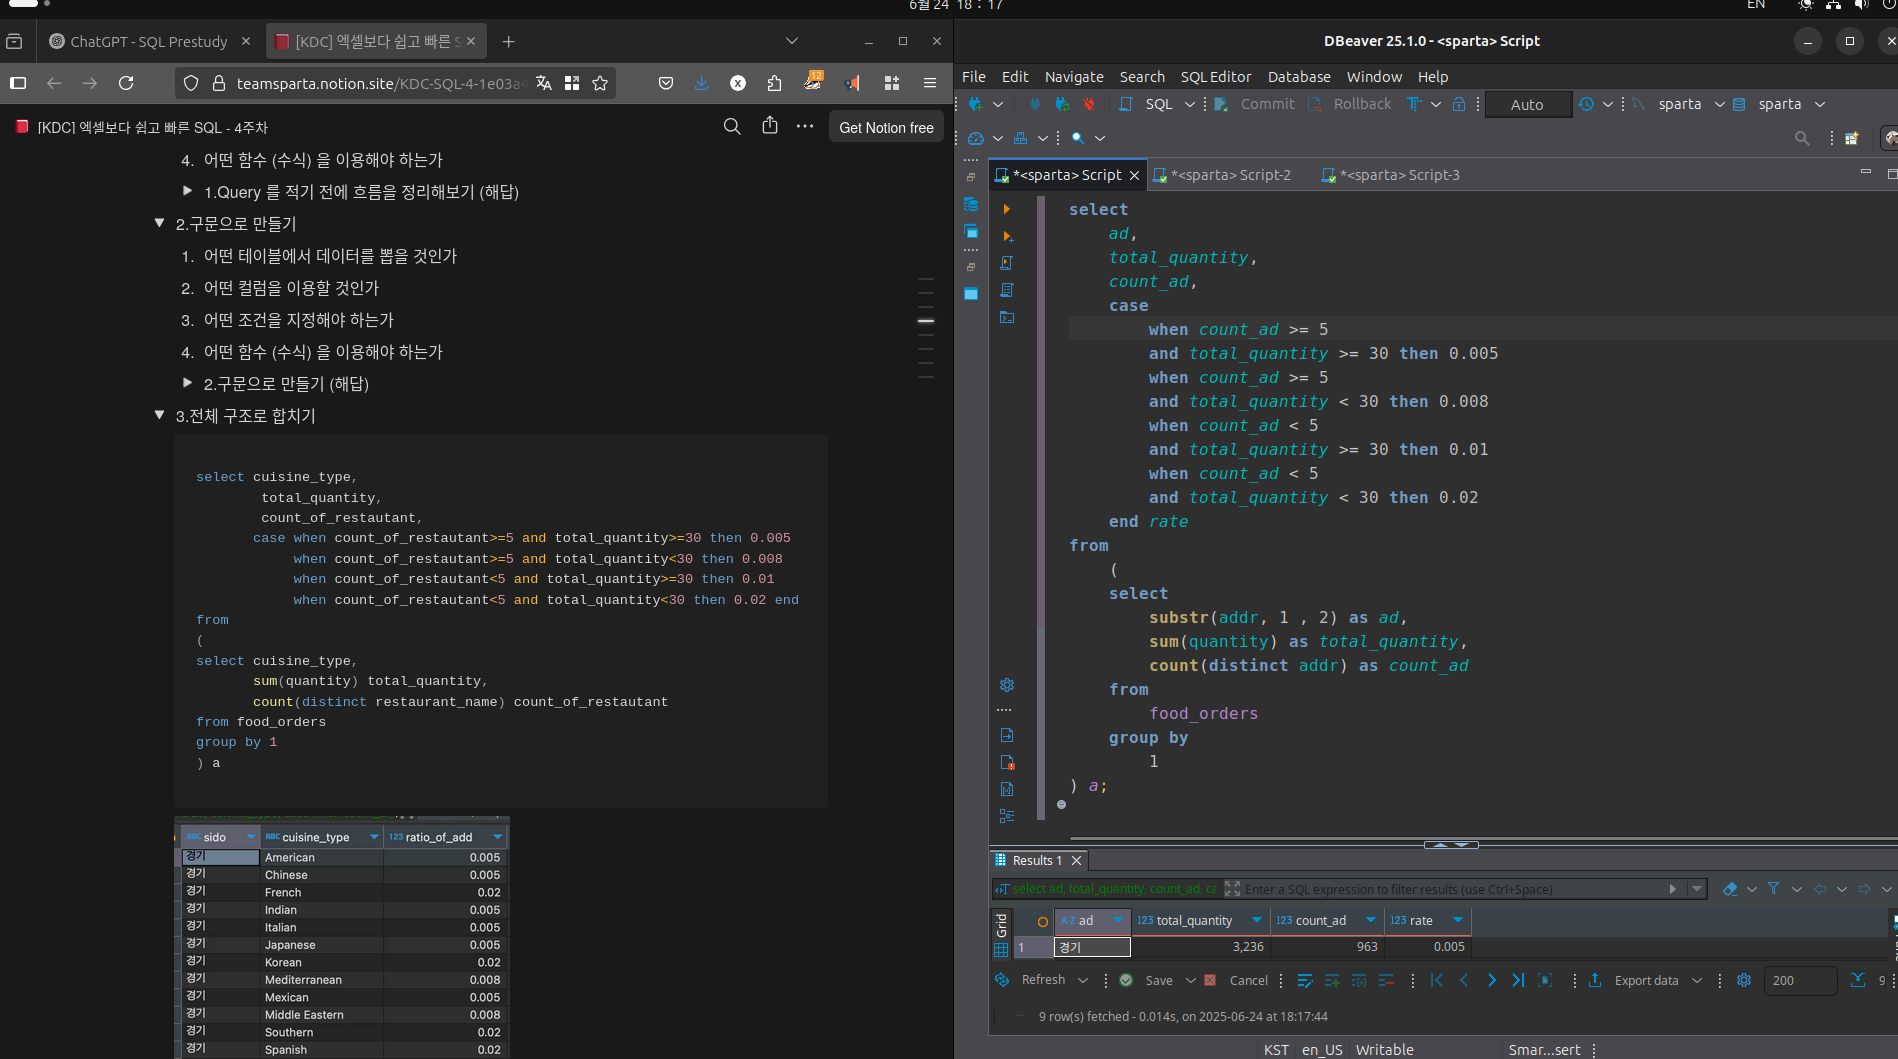 6월 24 18 : 17
EN
ChatGPT - SQL Prestudy
[KDC] 엑셀보다 쉽고 빠른 S
teamsparta.notion.site/KDC-SQL-4-1e03a4
12
[KDC] 엑셀보다 쉽고 빠른 SQL - 4주차
Get Notion free
4. 어떤 함수 (수식) 을 이용해야 하는가
1.Query 를 적기 전에 흐름을 정리해보기 (해답)
2.구문으로 만들기
1. 어떤 테이블에서 데이터를 뽑을 것인가
2. 어떤 컬럼을 이용할 것인가
3. 어떤 조건을 지정해야 하는가
4. 어떤 함수 (수식) 을 이용해야 하는가
2.구문으로 만들기 (해답)
3.전체 구조로 합치기
select cuisine_type,
total_quantity,
count_of_restautant,
case when count_of_restautant>=5 and total_quantity>=30 then 0.005
when count_of_restautant>=5 and total_quantity<30 then 0.008
when count_of_restautant<5 and total_quantity>=30 then 0.01
when count_of_restautant<5 and total_quantity<30 then 0.02 end
from
(
select cuisine_type,
sum(quantity) total_quantity,
count(distinct restaurant_name) count_of_restautant
from food_orders
group by 1
) a
ABC sido ABC cuisine_type 123 ratio_of_add
경기 American 0.005
경기 Chinese 0.005
경기 French 0.02
경기 Indian 0.005
경기 Italian 0.005
경기 Japanese 0.005
경기 Korean 0.02
경기 Mediterranean 0.008
경기 Mexican 0.005
경기 Middle Eastern 0.008
경기 Southern 0.02
경기 Spanish 0.02
DBeaver 25.1.0 - <sparta> Script
File Edit Navigate Search SQL Editor Database Window Help
SQL Commit Rollback Auto sparta sparta
*<sparta> Script *<sparta> Script-2 *<sparta> Script-3
select
ad,
total_quantity,
count_ad,
case
when count_ad >= 5
and total_quantity >= 30 then 0.005
when count_ad >= 5
and total_quantity < 30 then 0.008
when count_ad < 5
and total_quantity >= 30 then 0.01
when count_ad < 5
and total_quantity < 30 then 0.02
end rate
from
(
select
substr(addr, 1 , 2) as ad,
sum(quantity) as total_quantity,
count(distinct addr) as count_ad
from
food_orders
group by
1
) a;
Results 1
select ad, total_quantity, count_ad, ca Enter a SQL expression to filter results (use Ctrl+Space)
Grid
A-Z ad 123 total_quantity 123 count_ad 123 rate
1 경기 3,236 963 0.005
Refresh Save Cancel Export data 200 9
9 row(s) fetched - 0.014s, on 2025-06-24 at 18:17:44
KST en_US Writable Smar...sert